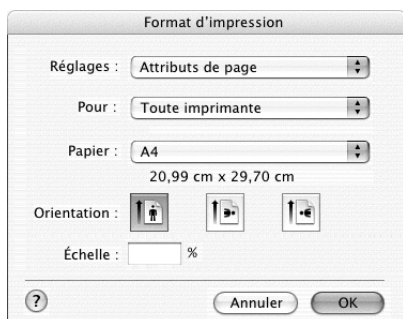 Format d'impression
Réglages : Attributs de page
Pour : Toute imprimante
Papier : A4
20,99 cm x 29,70 cm
Orientation :
Échelle : %
? Annuler OK